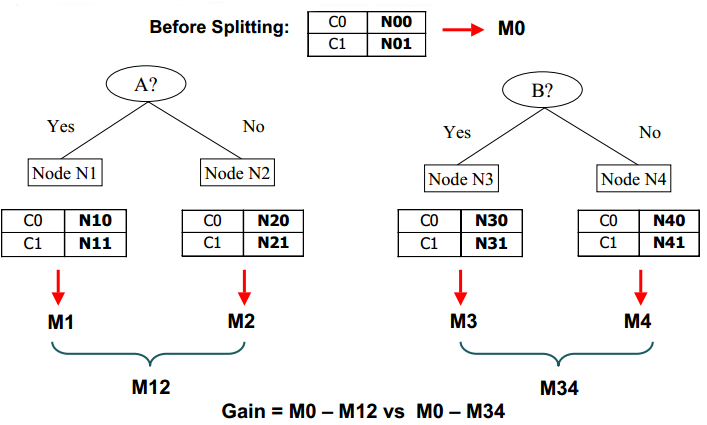 Before Splitting:
C0 N00
C1 N01
M0
A?
Yes
No
Node N1
Node N2
C0 N10
C1 N11
C0 N20
C1 N21
M1
M2
M12
B?
Yes
No
Node N3
Node N4
C0 N30
C1 N31
C0 N40
C1 N41
M3
M4
M34
Gain = M0 – M12 vs M0 – M34